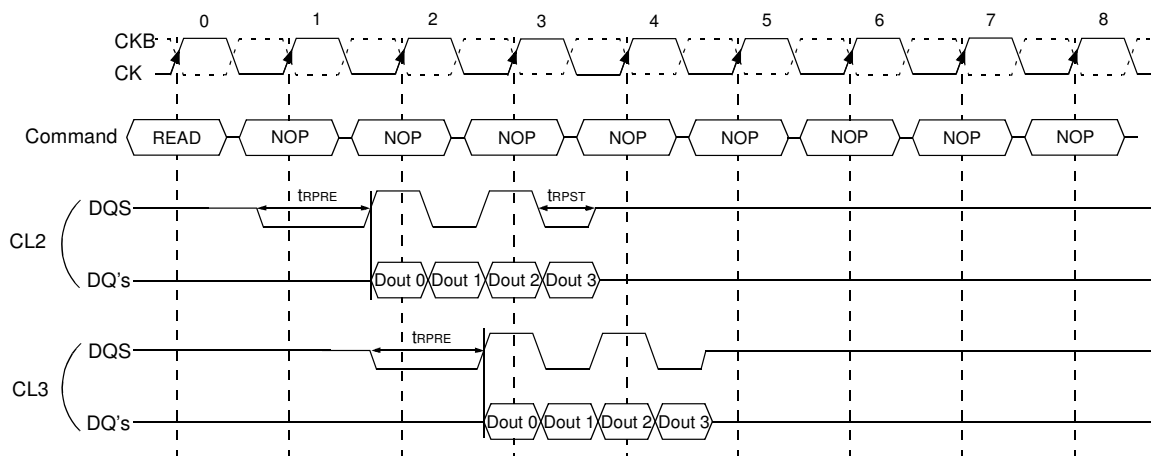 0 1 2 3 4 5 6 7 8
CKB
CK
Command READ NOP NOP NOP NOP NOP NOP NOP NOP
tRPRE tRPST
DQS
CL2
DQ's Dout 0 Dout 1 Dout 2 Dout 3
tRPRE
DQS
CL3
DQ's Dout 0 Dout 1 Dout 2 Dout 3